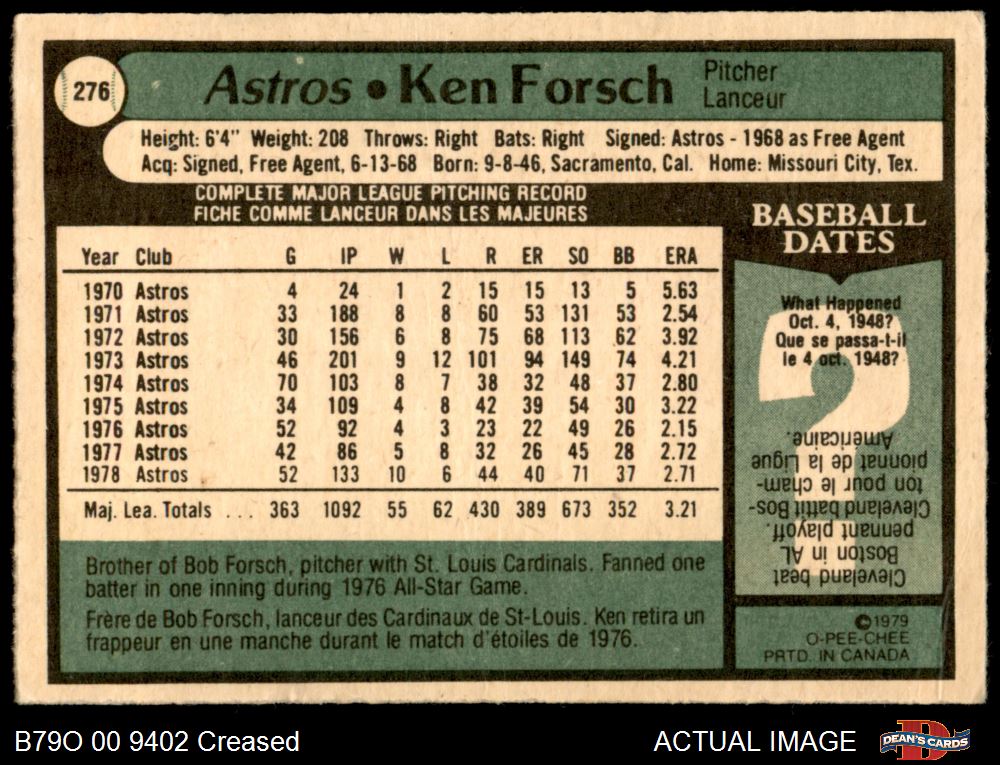 276
Astros • Ken Forsch
Pitcher
Lanceur
Height: 6'4" Weight: 208 Throws: Right Bats: Right Signed: Astros - 1968 as Free Agent
Acq: Signed, Free Agent, 6-13-68 Born: 9-8-46, Sacramento, Cal. Home: Missouri City, Tex.
COMPLETE MAJOR LEAGUE PITCHING RECORD
FICHE COMME LANCEUR DANS LES MAJEURES
Year Club G IP W L R ER SO BB ERA
1970 Astros 4 24 1 2 15 15 13 5 5.63
1971 Astros 33 188 8 8 60 53 131 53 2.54
1972 Astros 30 156 6 8 75 68 113 62 3.92
1973 Astros 46 201 9 12 101 94 149 74 4.21
1974 Astros 70 103 8 7 38 32 48 37 2.80
1975 Astros 34 109 4 8 42 39 54 30 3.22
1976 Astros 52 92 4 3 23 22 49 26 2.15
1977 Astros 42 86 5 8 32 26 45 28 2.72
1978 Astros 52 133 10 6 44 40 71 37 2.71
Maj. Lea. Totals ... 363 1092 55 62 430 389 673 352 3.21
Brother of Bob Forsch, pitcher with St. Louis Cardinals. Fanned one
batter in one inning during 1976 All-Star Game.
Frère de Bob Forsch, lanceur des Cardinaux de St-Louis. Ken retira un
frappeur en une manche durant le match d'étoiles de 1976.
BASEBALL
DATES
What Happened
Oct. 4, 1948?
Que se passa-t-il
le 4 oct. 1948?
Cleveland beat
Boston in AL
pennant playoff.
Cleveland battit Bos-
ton pour le cham-
pionnat de la Ligue
Américaine.
©1979
O-PEE-CHEE
PRTD. IN CANADA
B79O 00 9402 Creased
ACTUAL IMAGE
D
DEAN'S CARDS